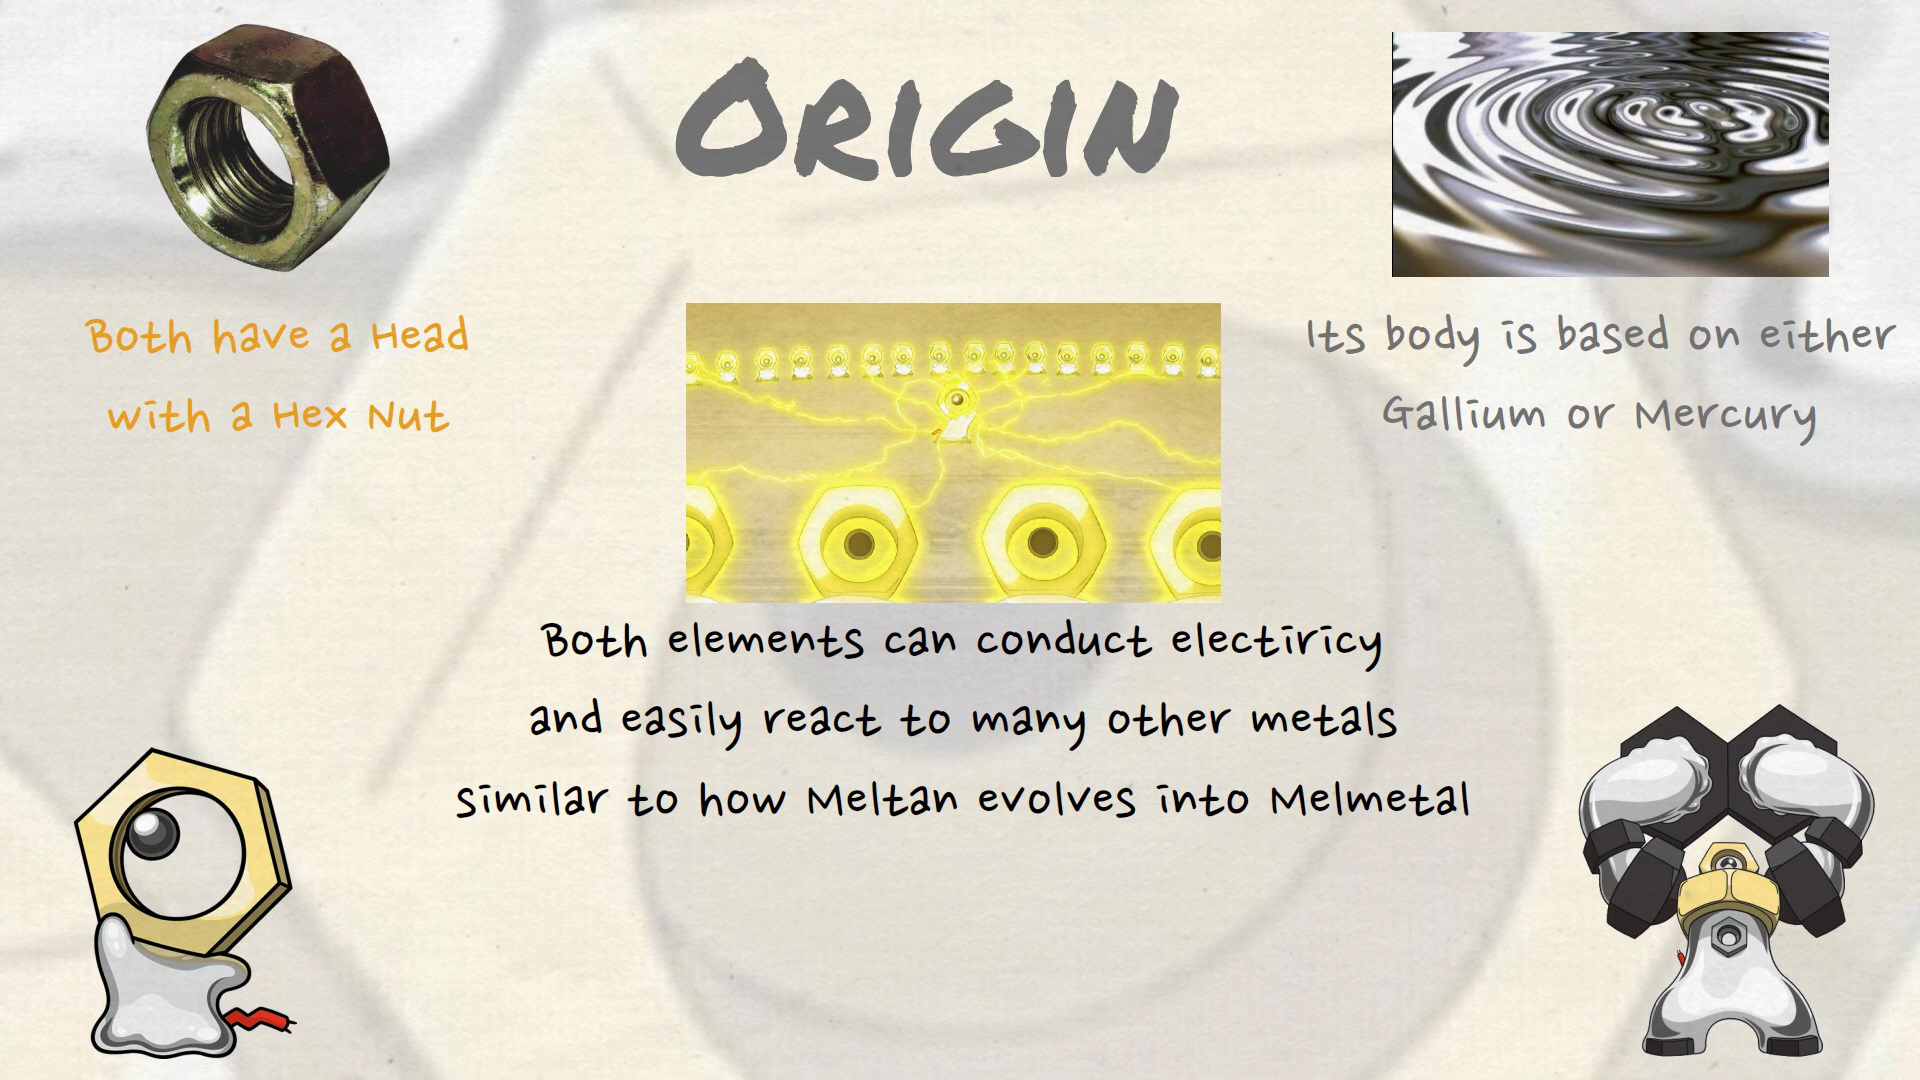 Origin
Both have a Head
with a Hex Nut
Its body is based on either
Gallium or Mercury
Both elements can conduct electiricy
and easily react to many other metals
similar to how Meltan evolves into Melmetal